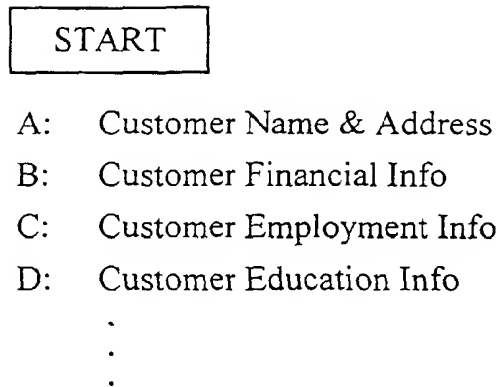 START
A: Customer Name & Address
B: Customer Financial Info
C: Customer Employment Info
D: Customer Education Info
.
.
.